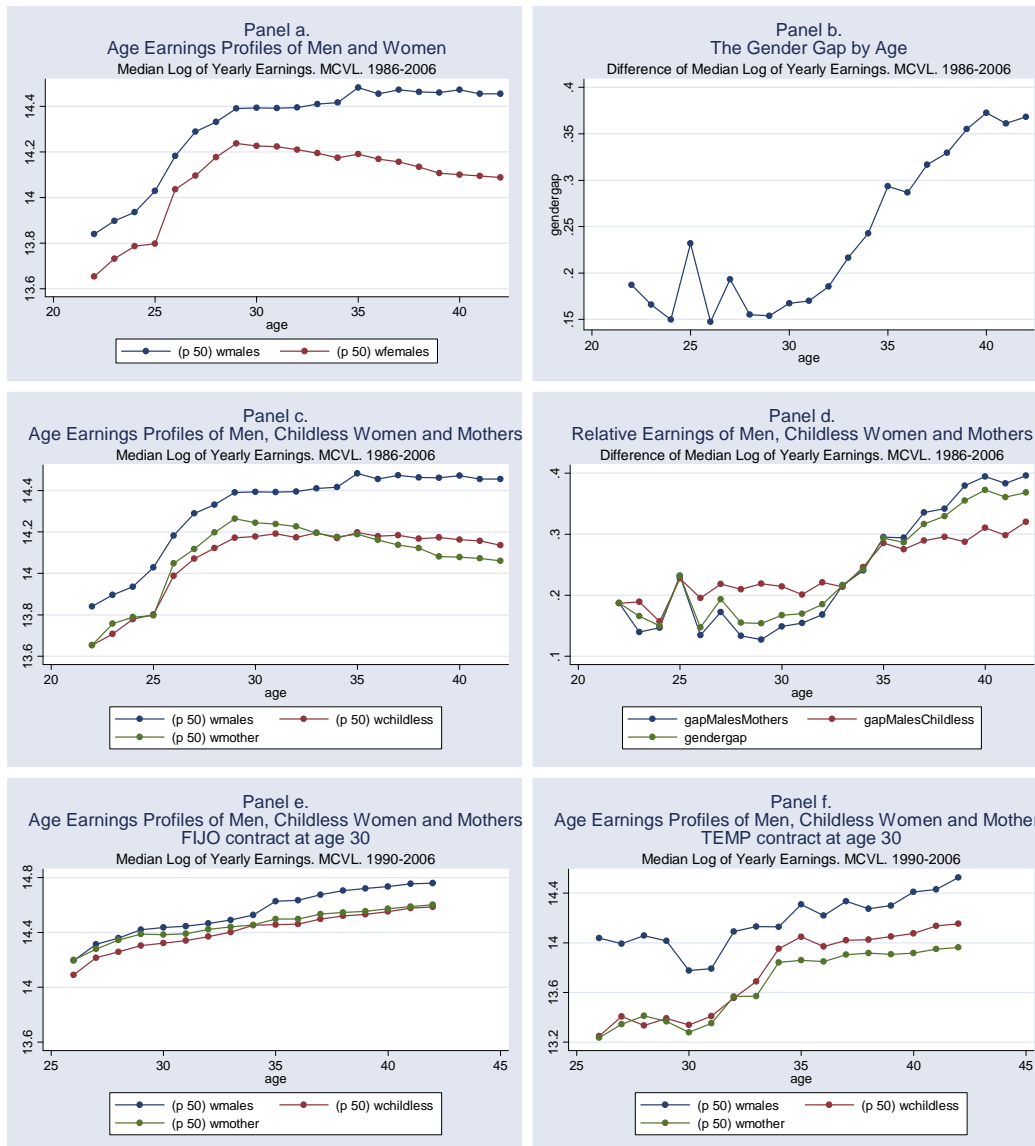 Panel a.
Age Earnings Profiles of Men and Women
Median Log of Yearly Earnings. MCVL. 1986-2006
14.4
14.2
14
13.8
13.6
20
25
30
35
40
age
(p 50) wmales
(p 50) wfemales
Panel b.
The Gender Gap by Age
Difference of Median Log of Yearly Earnings. MCVL. 1986-2006
gendergap
.4
.35
.3
.25
.2
.15
20
25
30
35
40
age
Panel c.
Age Earnings Profiles of Men, Childless Women and Mothers
Median Log of Yearly Earnings. MCVL. 1986-2006
14.4
14.2
14
13.8
13.6
20
25
30
35
40
age
(p 50) wmales
(p 50) wchildless
(p 50) wmother
Panel d.
Relative Earnings of Men, Childless Women and Mothers
Difference of Median Log of Yearly Earnings. MCVL. 1986-2006
.4
.3
.2
.1
20
25
30
35
40
age
gapMalesMothers
gapMalesChildless
gendergap
Panel e.
Age Earnings Profiles of Men, Childless Women and Mothers
FIJO contract at age 30
Median Log of Yearly Earnings. MCVL. 1990-2006
14.8
14.4
14
13.6
25
30
35
40
45
age
(p 50) wmales
(p 50) wchildless
(p 50) wmother
Panel f.
Age Earnings Profiles of Men, Childless Women and Mothe
TEMP contract at age 30
Median Log of Yearly Earnings. MCVL. 1990-2006
14.4
14
13.6
13.2
25
30
35
40
45
age
(p 50) wmales
(p 50) wchildless
(p 50) wmother